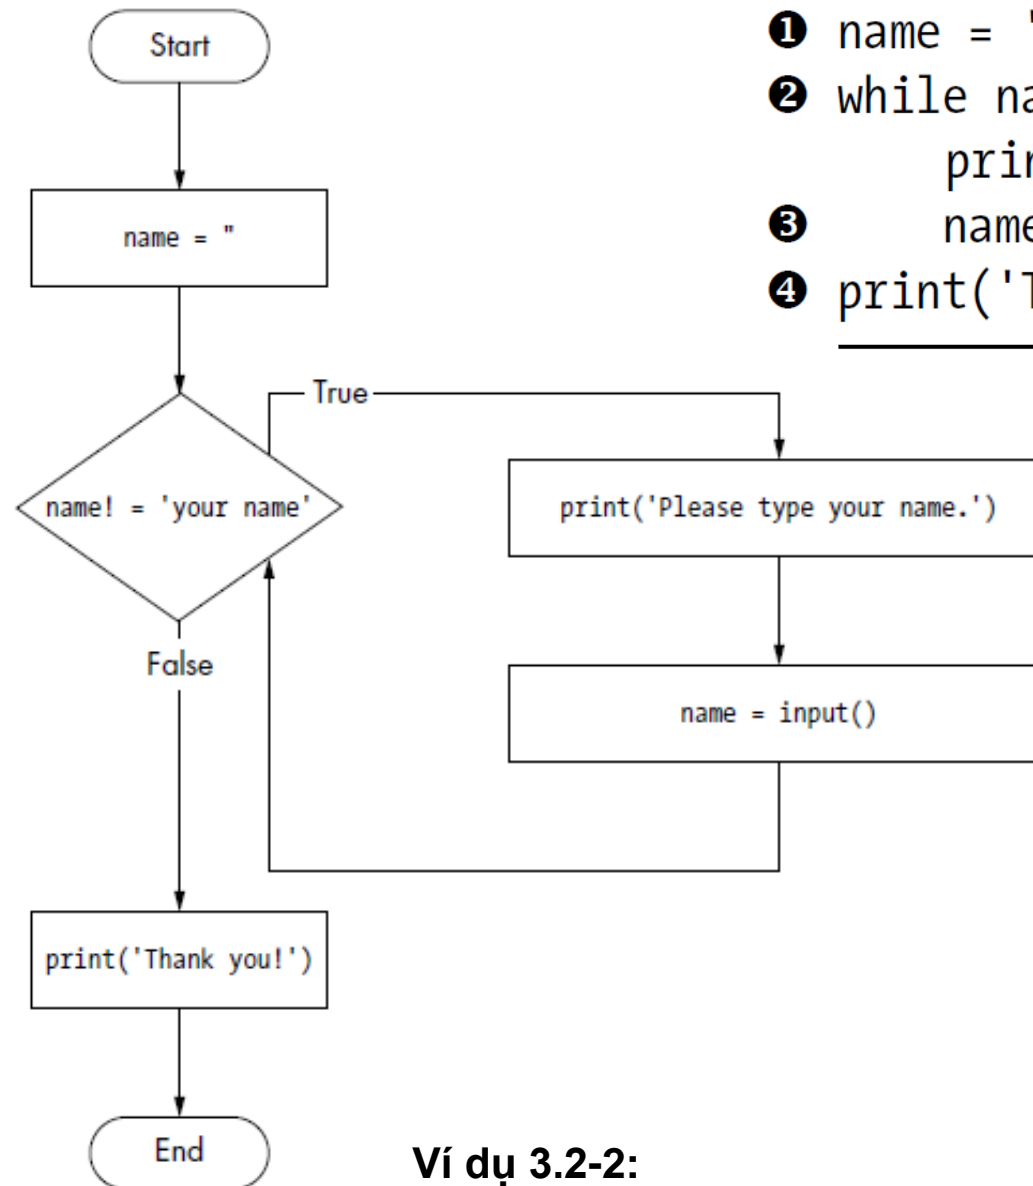 Start
name = "
name! = 'your name'
True
print('Please type your name.')
name = input()
False
print('Thank you!')
End
❶ name = '
❷ while na
prin
❸ name
❹ print('T
Ví dụ 3.2-2: